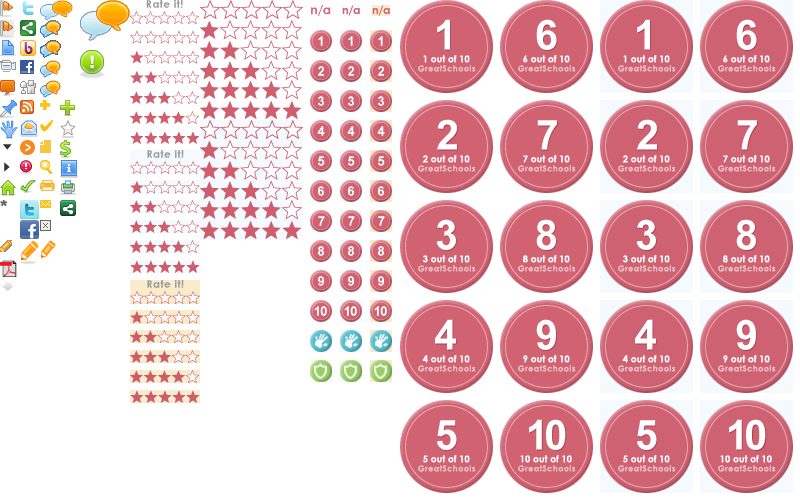 Rate it!
Rate it!
Rate it!
n/a n/a n/a
1 1 1
2 2 2
3 3 3
4 4 4
5 5 5
6 6 6
7 7 7
8 8 8
9 9 9
10 10 10
1 6 1 6
1 out of 10 6 out of 10 1 out of 10 6 out of 10
GreatSchools GreatSchools GreatSchools GreatSchools
2 7 2 7
2 out of 10 7 out of 10 2 out of 10 7 out of 10
GreatSchools GreatSchools GreatSchools GreatSchools
3 8 3 8
3 out of 10 8 out of 10 3 out of 10 8 out of 10
GreatSchools GreatSchools GreatSchools GreatSchools
4 9 4 9
4 out of 10 9 out of 10 4 out of 10 9 out of 10
GreatSchools GreatSchools GreatSchools GreatSchools
5 10 5 10
5 out of 10 10 out of 10 5 out of 10 10 out of 10
GreatSchools GreatSchools GreatSchools GreatSchools